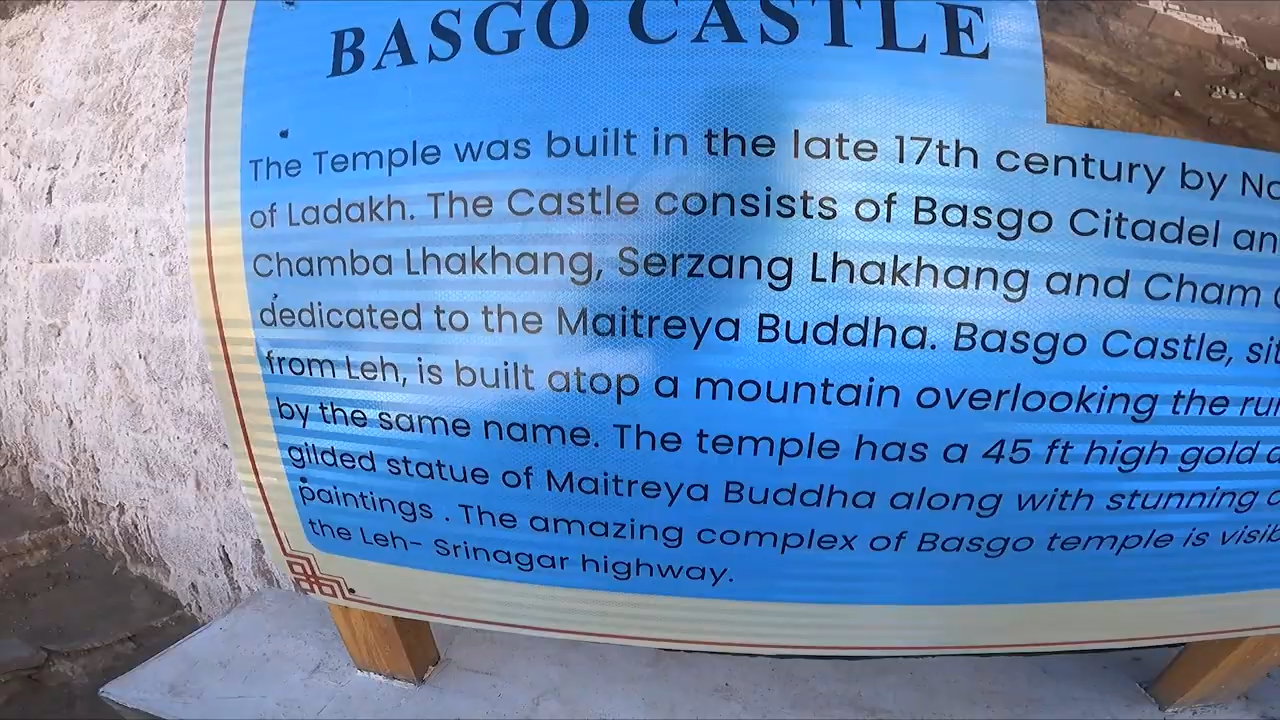 BASGO CASTLE
The Temple was built in the late 17th century by
of Ladakh. The Castle consists of Basgo Citadel
Chamba Lhakhang, Serzang Lhakhang and Cham
dedicated to the Maitreya Buddha. Basgo Castle,
from Leh, is built atop a mountain overlooking the
by the same name. The temple has a 45 ft high gold
gilded statue of Maitreya Buddha along with stunning
paintings . The amazing complex of Basgo temple is
the Leh- Srinagar highway.